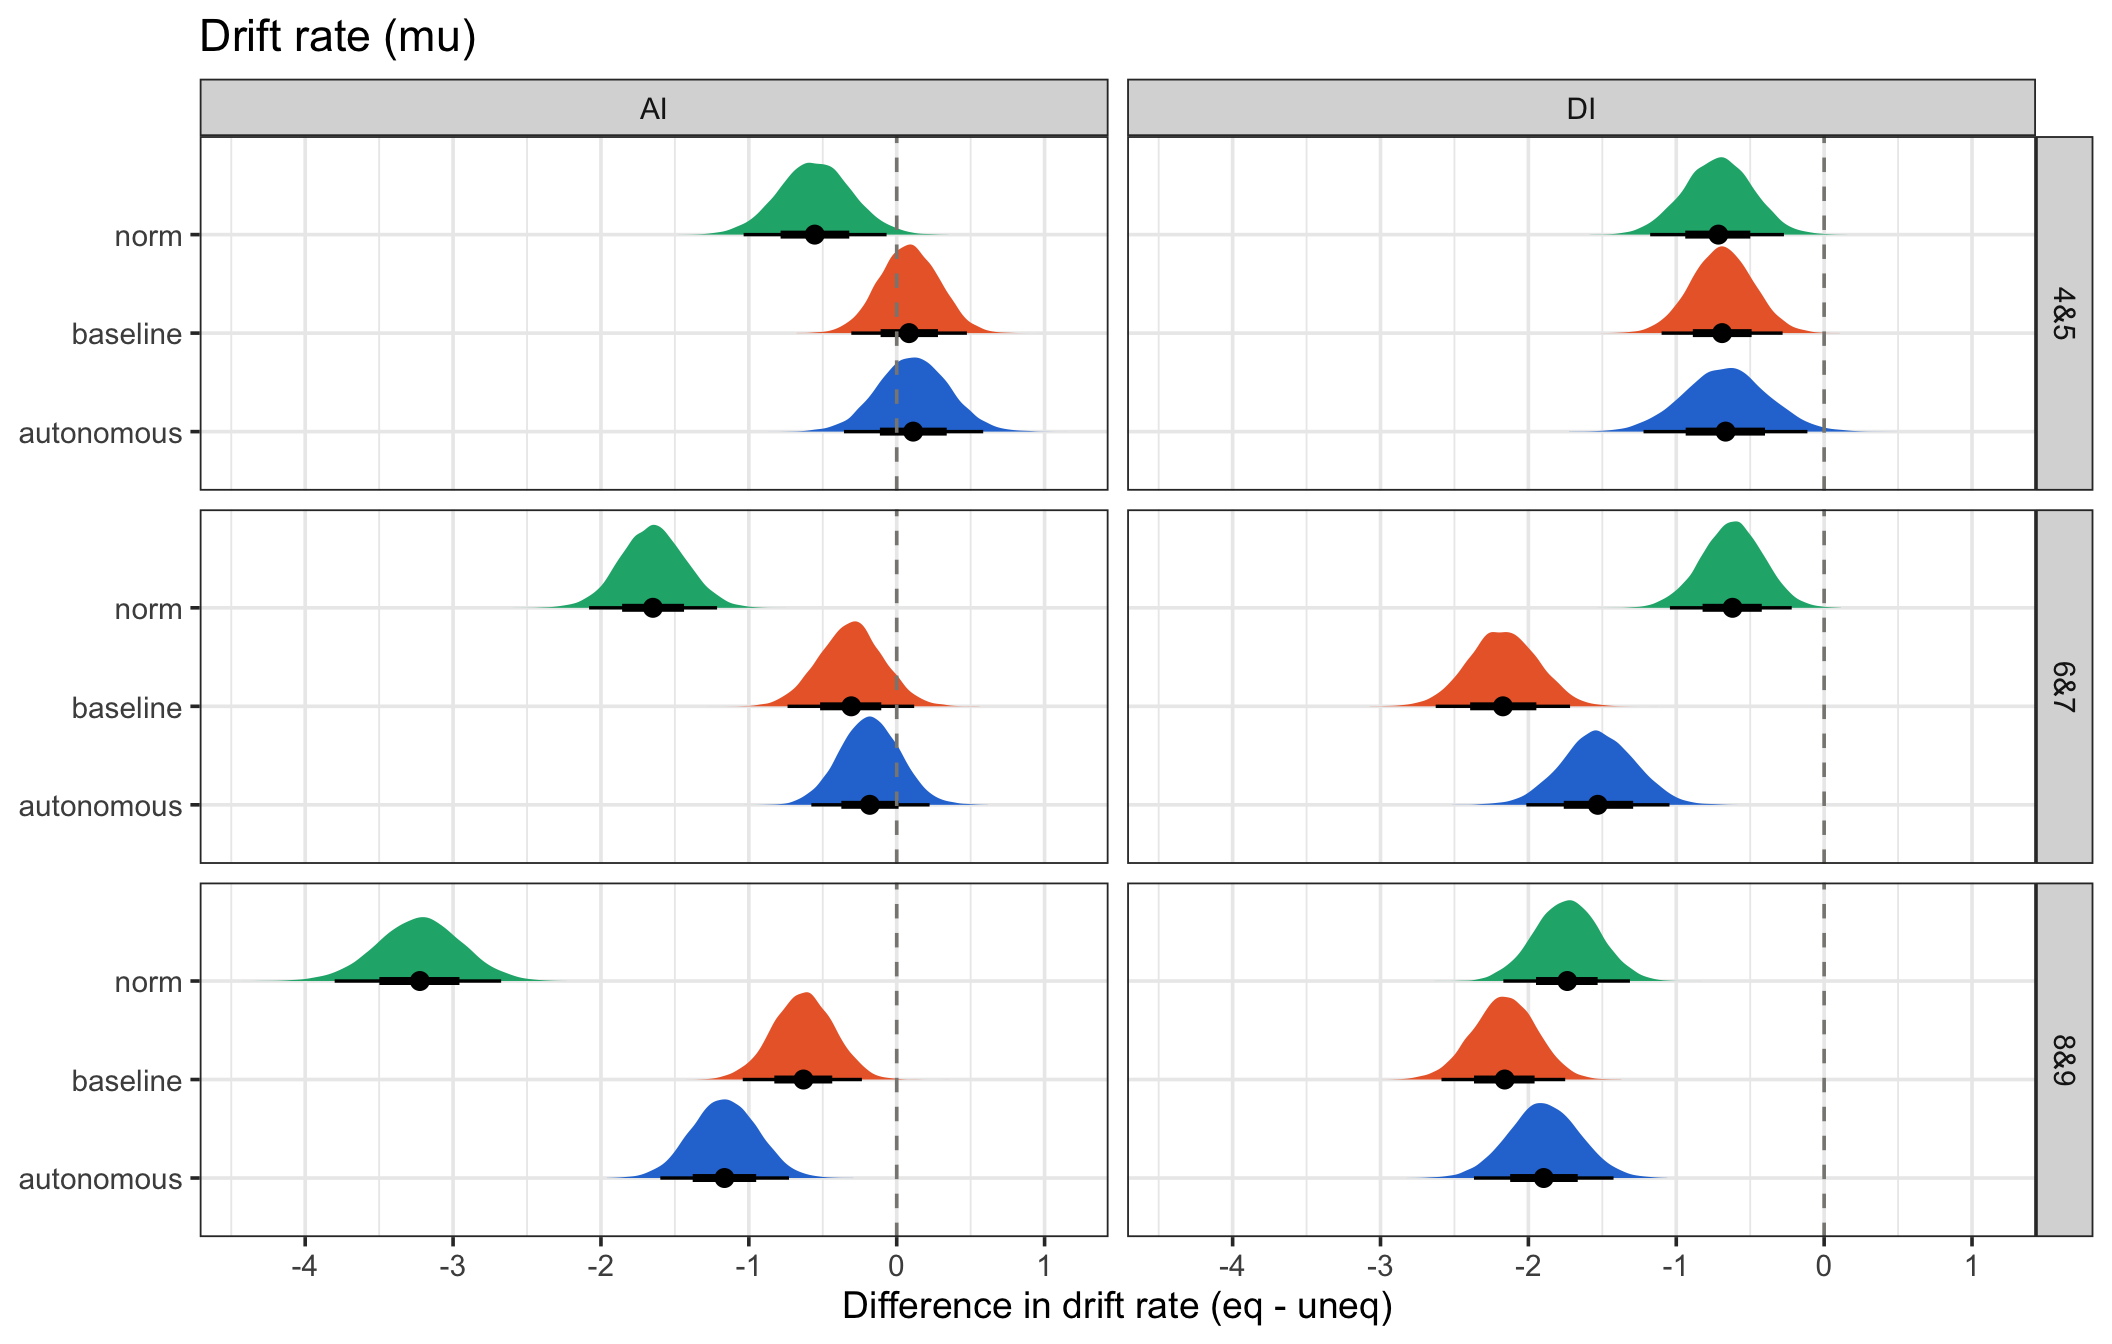 Drift rate (mu)
AI
DI
norm
baseline
autonomous
4&5
norm
baseline
autonomous
6&7
norm
baseline
autonomous
8&9
-4 -3 -2 -1 0 1
-4 -3 -2 -1 0 1
Difference in drift rate (eq - uneq)